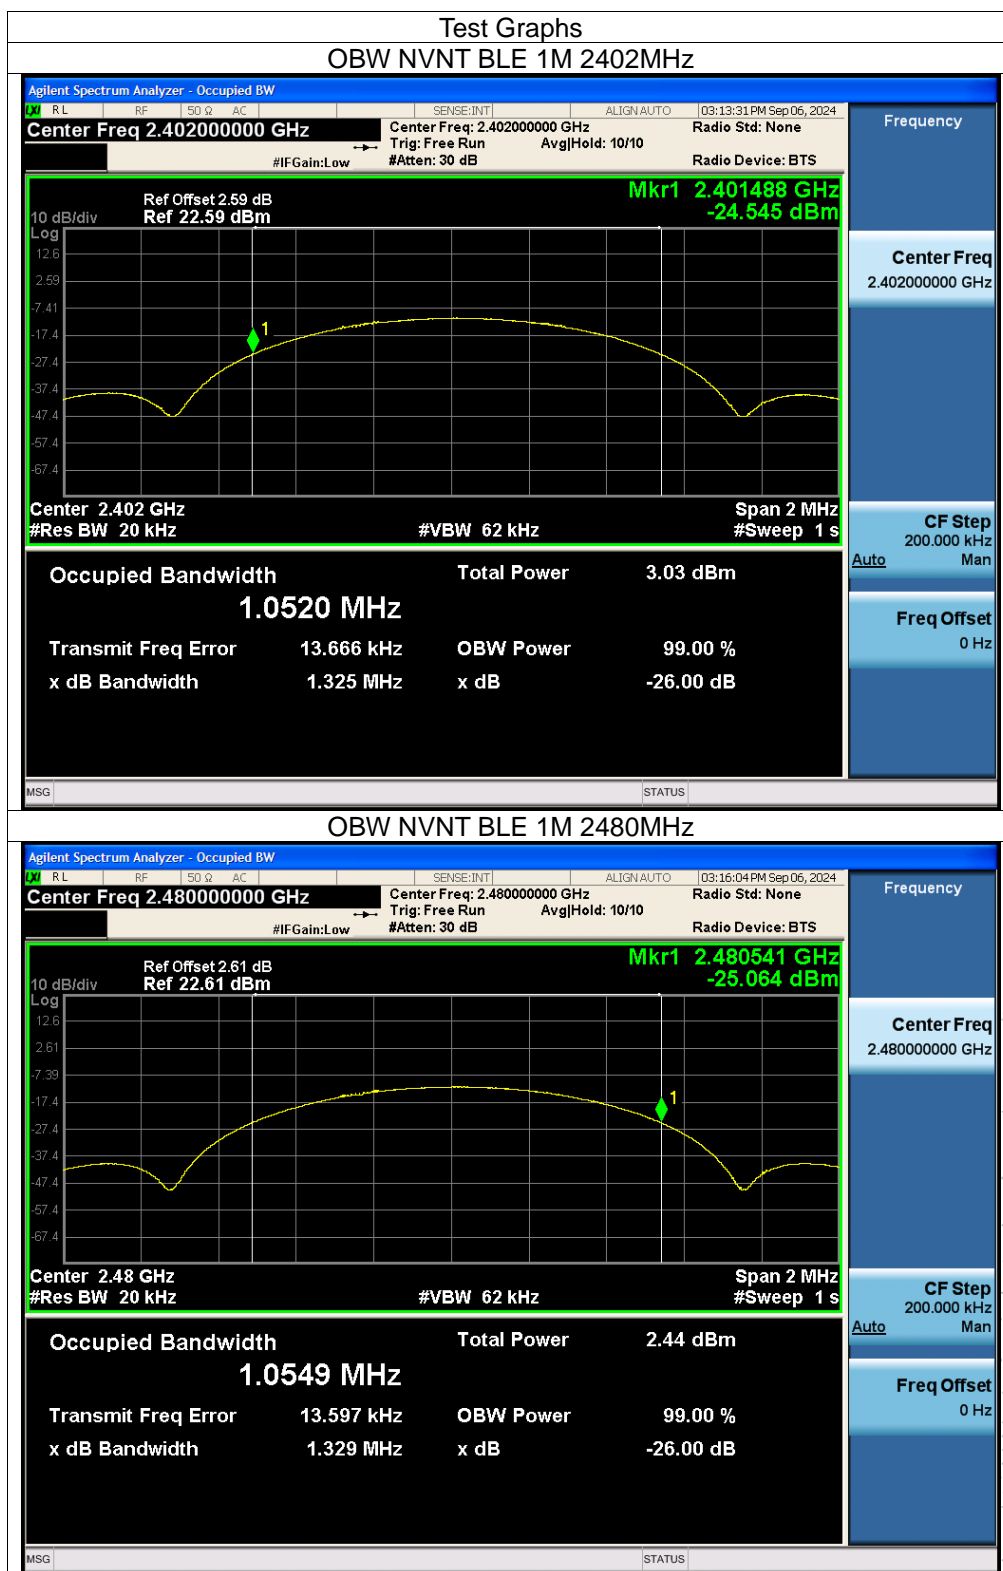 Test Graphs
OBW NVNT BLE 1M 2402MHz
Agilent Spectrum Analyzer - Occupied BW
LXI RL RF 50 Ω AC SENSE:INT ALIGN AUTO 03:13:31 PM Sep 06, 2024
Center Freq 2.402000000 GHz
Center Freq: 2.402000000 GHz
Radio Std: None
Trig: Free Run Avg|Hold: 10/10
#IFGain:Low
#Atten: 30 dB
Radio Device: BTS
Frequency
Mkr1 2.401488 GHz
-24.545 dBm
Ref Offset 2.59 dB
10 dB/div Ref 22.59 dBm
Log
12.6
2.59
-7.41
-17.4
-27.4
-37.4
-47.4
-57.4
-67.4
1
Center Freq
2.402000000 GHz
Center 2.402 GHz Span 2 MHz
#Res BW 20 kHz #VBW 62 kHz #Sweep 1 s
CF Step
200.000 kHz
Auto Man
Occupied Bandwidth Total Power 3.03 dBm
1.0520 MHz
Transmit Freq Error 13.666 kHz OBW Power 99.00 %
x dB Bandwidth 1.325 MHz x dB -26.00 dB
Freq Offset
0 Hz
MSG STATUS
OBW NVNT BLE 1M 2480MHz
Agilent Spectrum Analyzer - Occupied BW
LXI RL RF 50 Ω AC SENSE:INT ALIGN AUTO 03:16:04 PM Sep 06, 2024
Center Freq 2.480000000 GHz
Center Freq: 2.480000000 GHz
Radio Std: None
Trig: Free Run Avg|Hold: 10/10
#IFGain:Low
#Atten: 30 dB
Radio Device: BTS
Frequency
Mkr1 2.480541 GHz
-25.064 dBm
Ref Offset 2.61 dB
10 dB/div Ref 22.61 dBm
Log
12.6
2.61
-7.39
-17.4
-27.4
-37.4
-47.4
-57.4
-67.4
1
Center Freq
2.480000000 GHz
Center 2.48 GHz Span 2 MHz
#Res BW 20 kHz #VBW 62 kHz #Sweep 1 s
CF Step
200.000 kHz
Auto Man
Occupied Bandwidth Total Power 2.44 dBm
1.0549 MHz
Transmit Freq Error 13.597 kHz OBW Power 99.00 %
x dB Bandwidth 1.329 MHz x dB -26.00 dB
Freq Offset
0 Hz
MSG STATUS